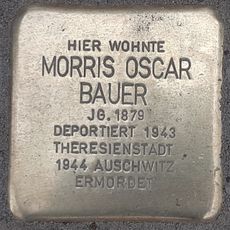 HIER WOHNTE
MORRIS OSCAR
BAUER
JG. 1879
DEPORTIERT 1943
THERESIENSTADT
1944 AUSCHWITZ
ERMORDET